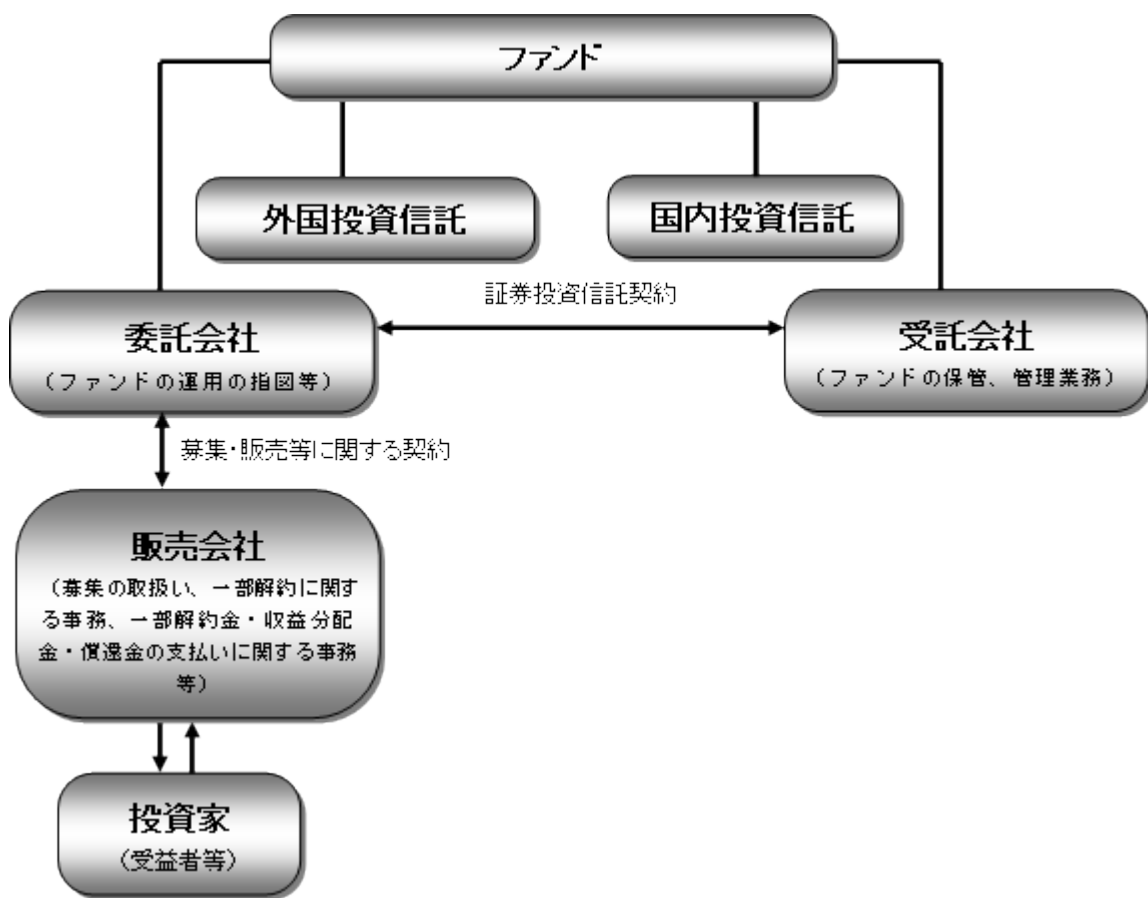 ファンド
外国投資信託
国内投資信託
証券投資信託契約
委託会社
（ファンドの運用の指図等）
受託会社
（ファンドの保管、管理業務）
募集・販売等に関する契約
販売会社
（募集の取扱い、一部解約に関す
る事務、一部解約金・収益分配
金・償還金の支払いに関する事務
等）
投資家
（受益者等）